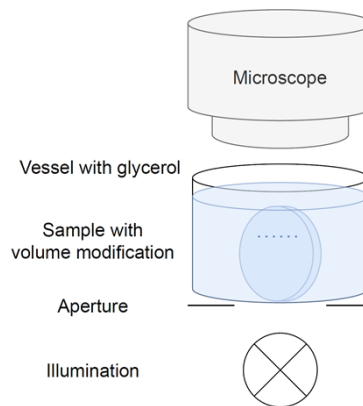 Microscope
Vessel with glycerol
Sample with
volume modification
Aperture
Illumination